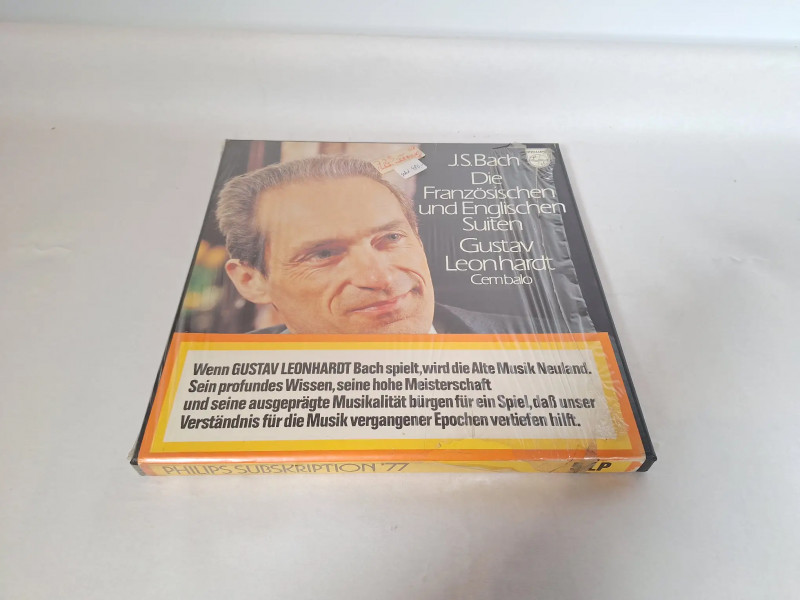 J.S. Bach
Die
Französischen
und Englischen
Suiten
Gustav
Leonhardt
Cembalo
PHILIPS
Wenn GUSTAV LEONHARDT Bach spielt, wird die Alte Musik Neuland.
Sein profundes Wissen, seine hohe Meisterschaft
und seine ausgeprägte Musikalität bürgen für ein Spiel, daß unser
Verständnis für die Musik vergangener Epochen vertiefen hilft.
PHILIPS SUBSKRIPTION '77
LP